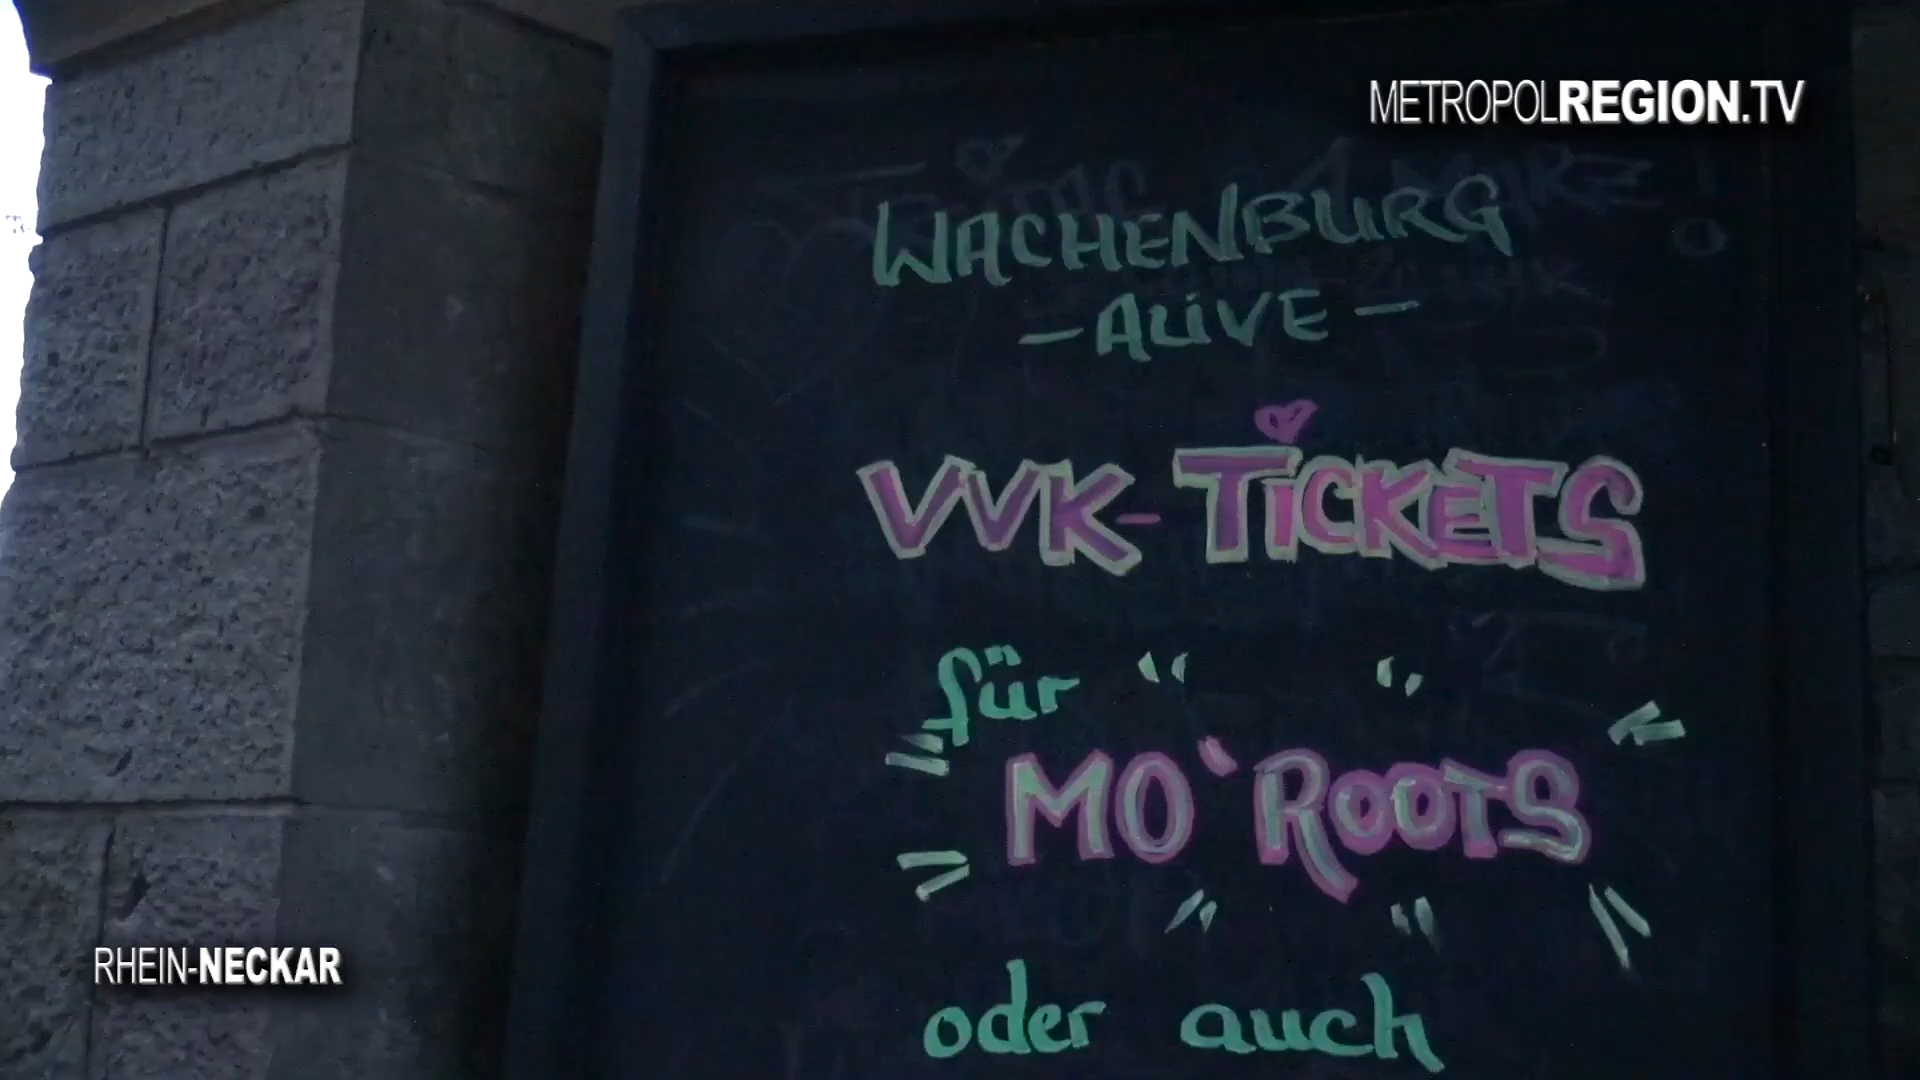 METROPOLREGION.TV
WACHENBURG
- ALiVE -
VVK-TiCKETS
für
MO'ROOTS
oder auch
RHEIN-NECKAR